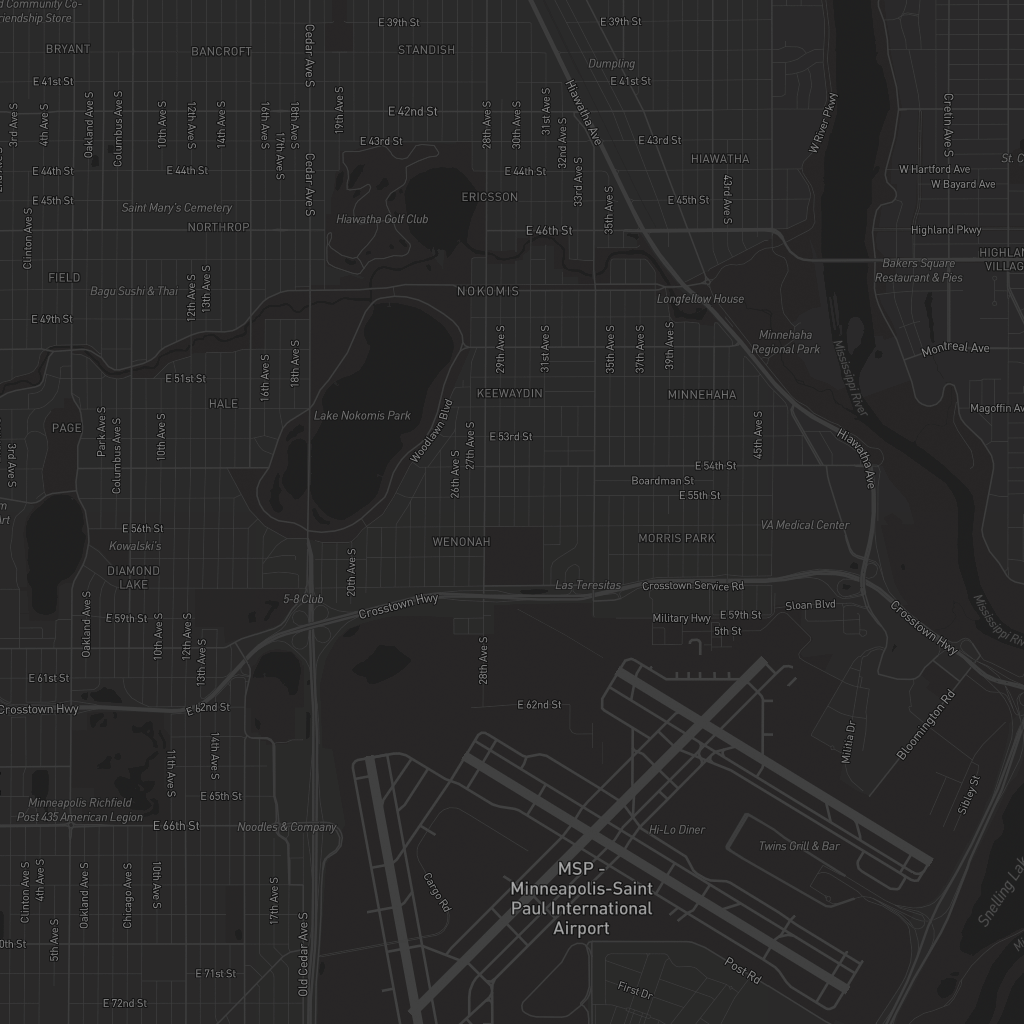 d Community Co-
riendship Store
E 39th St
E 39th St
BRYANT
BANCROFT
Cedar Ave S
STANDISH
Dumpling
E 41st St
E 41st St
3rd Ave S
4th Ave S
Oakland Ave S
Columbus Ave S
10th Ave S
12th Ave S
14th Ave S
16th Ave S
17th Ave S
18th Ave S
19th Ave S
E 42nd St
28th Ave S
30th Ave S
31st Ave S
32nd Ave S
33rd Ave S
Hiawatha Ave
W River Pkwy
Cretin Ave S
E 43rd St
E 43rd St
Cedar Ave S
E 44th St
E 44th St
E 44th St
HIAWATHA
St. C
W Hartford Ave
W Bayard Ave
E 45th St
Saint Mary's Cemetery
NORTHROP
Hiawatha Golf Club
ERICSSON
35th Ave S
E 45th St
43rd Ave S
Clinton Ave S
E 46th St
Highland Pkwy
HIGHLAN
VILLAG
Bakers Square
Restaurant & Pies
FIELD
Bagu Sushi & Thai
12th Ave S
13th Ave S
NOKOMIS
Longfellow House
E 49th St
Minnehaha
Regional Park
Mississippi River
Montreal Ave
16th Ave S
18th Ave S
29th Ave S
31st Ave S
35th Ave S
37th Ave S
39th Ave S
E 51st St
HALE
KEEWAYDIN
MINNEHAHA
Magoffin Av
PAGE
Park Ave S
Columbus Ave S
10th Ave S
3rd Ave S
Lake Nokomis Park
Woodlawn Blvd
26th Ave S
27th Ave S
E 53rd St
45th Ave S
Hiawatha Ave
E 54th St
Boardman St
E 55th St
m
Art
E 56th St
Kowalski's
VA Medical Center
WENONAH
MORRIS PARK
DIAMOND
LAKE
20th Ave S
5-8 Club
Crosstown Hwy
Las Teresitas
Crosstown Service Rd
Oakland Ave S
E 59th St
10th Ave S
12th Ave S
13th Ave S
Military Hwy
E 59th St
5th St
Sloan Blvd
Crosstown Hwy
Mississippi Riv
28th Ave S
E 61st St
Crosstown Hwy
E 62nd St
E 62nd St
11th Ave S
14th Ave S
Militia Dr
Bloomington Rd
Sibley St
E 65th St
Minneapolis Richfield
Post 435 American Legion
E 66th St
Noodles & Company
Hi-Lo Diner
Twins Grill & Bar
Clinton Ave S
4th Ave S
5th Ave S
Oakland Ave S
Chicago Ave S
10th Ave S
17th Ave S
Old Cedar Ave S
Cargo Rd
MSP -
Minneapolis-Saint
Paul International
Airport
Snelling Lak
0th St
E 71st St
E 72nd St
Post Rd
First Dr